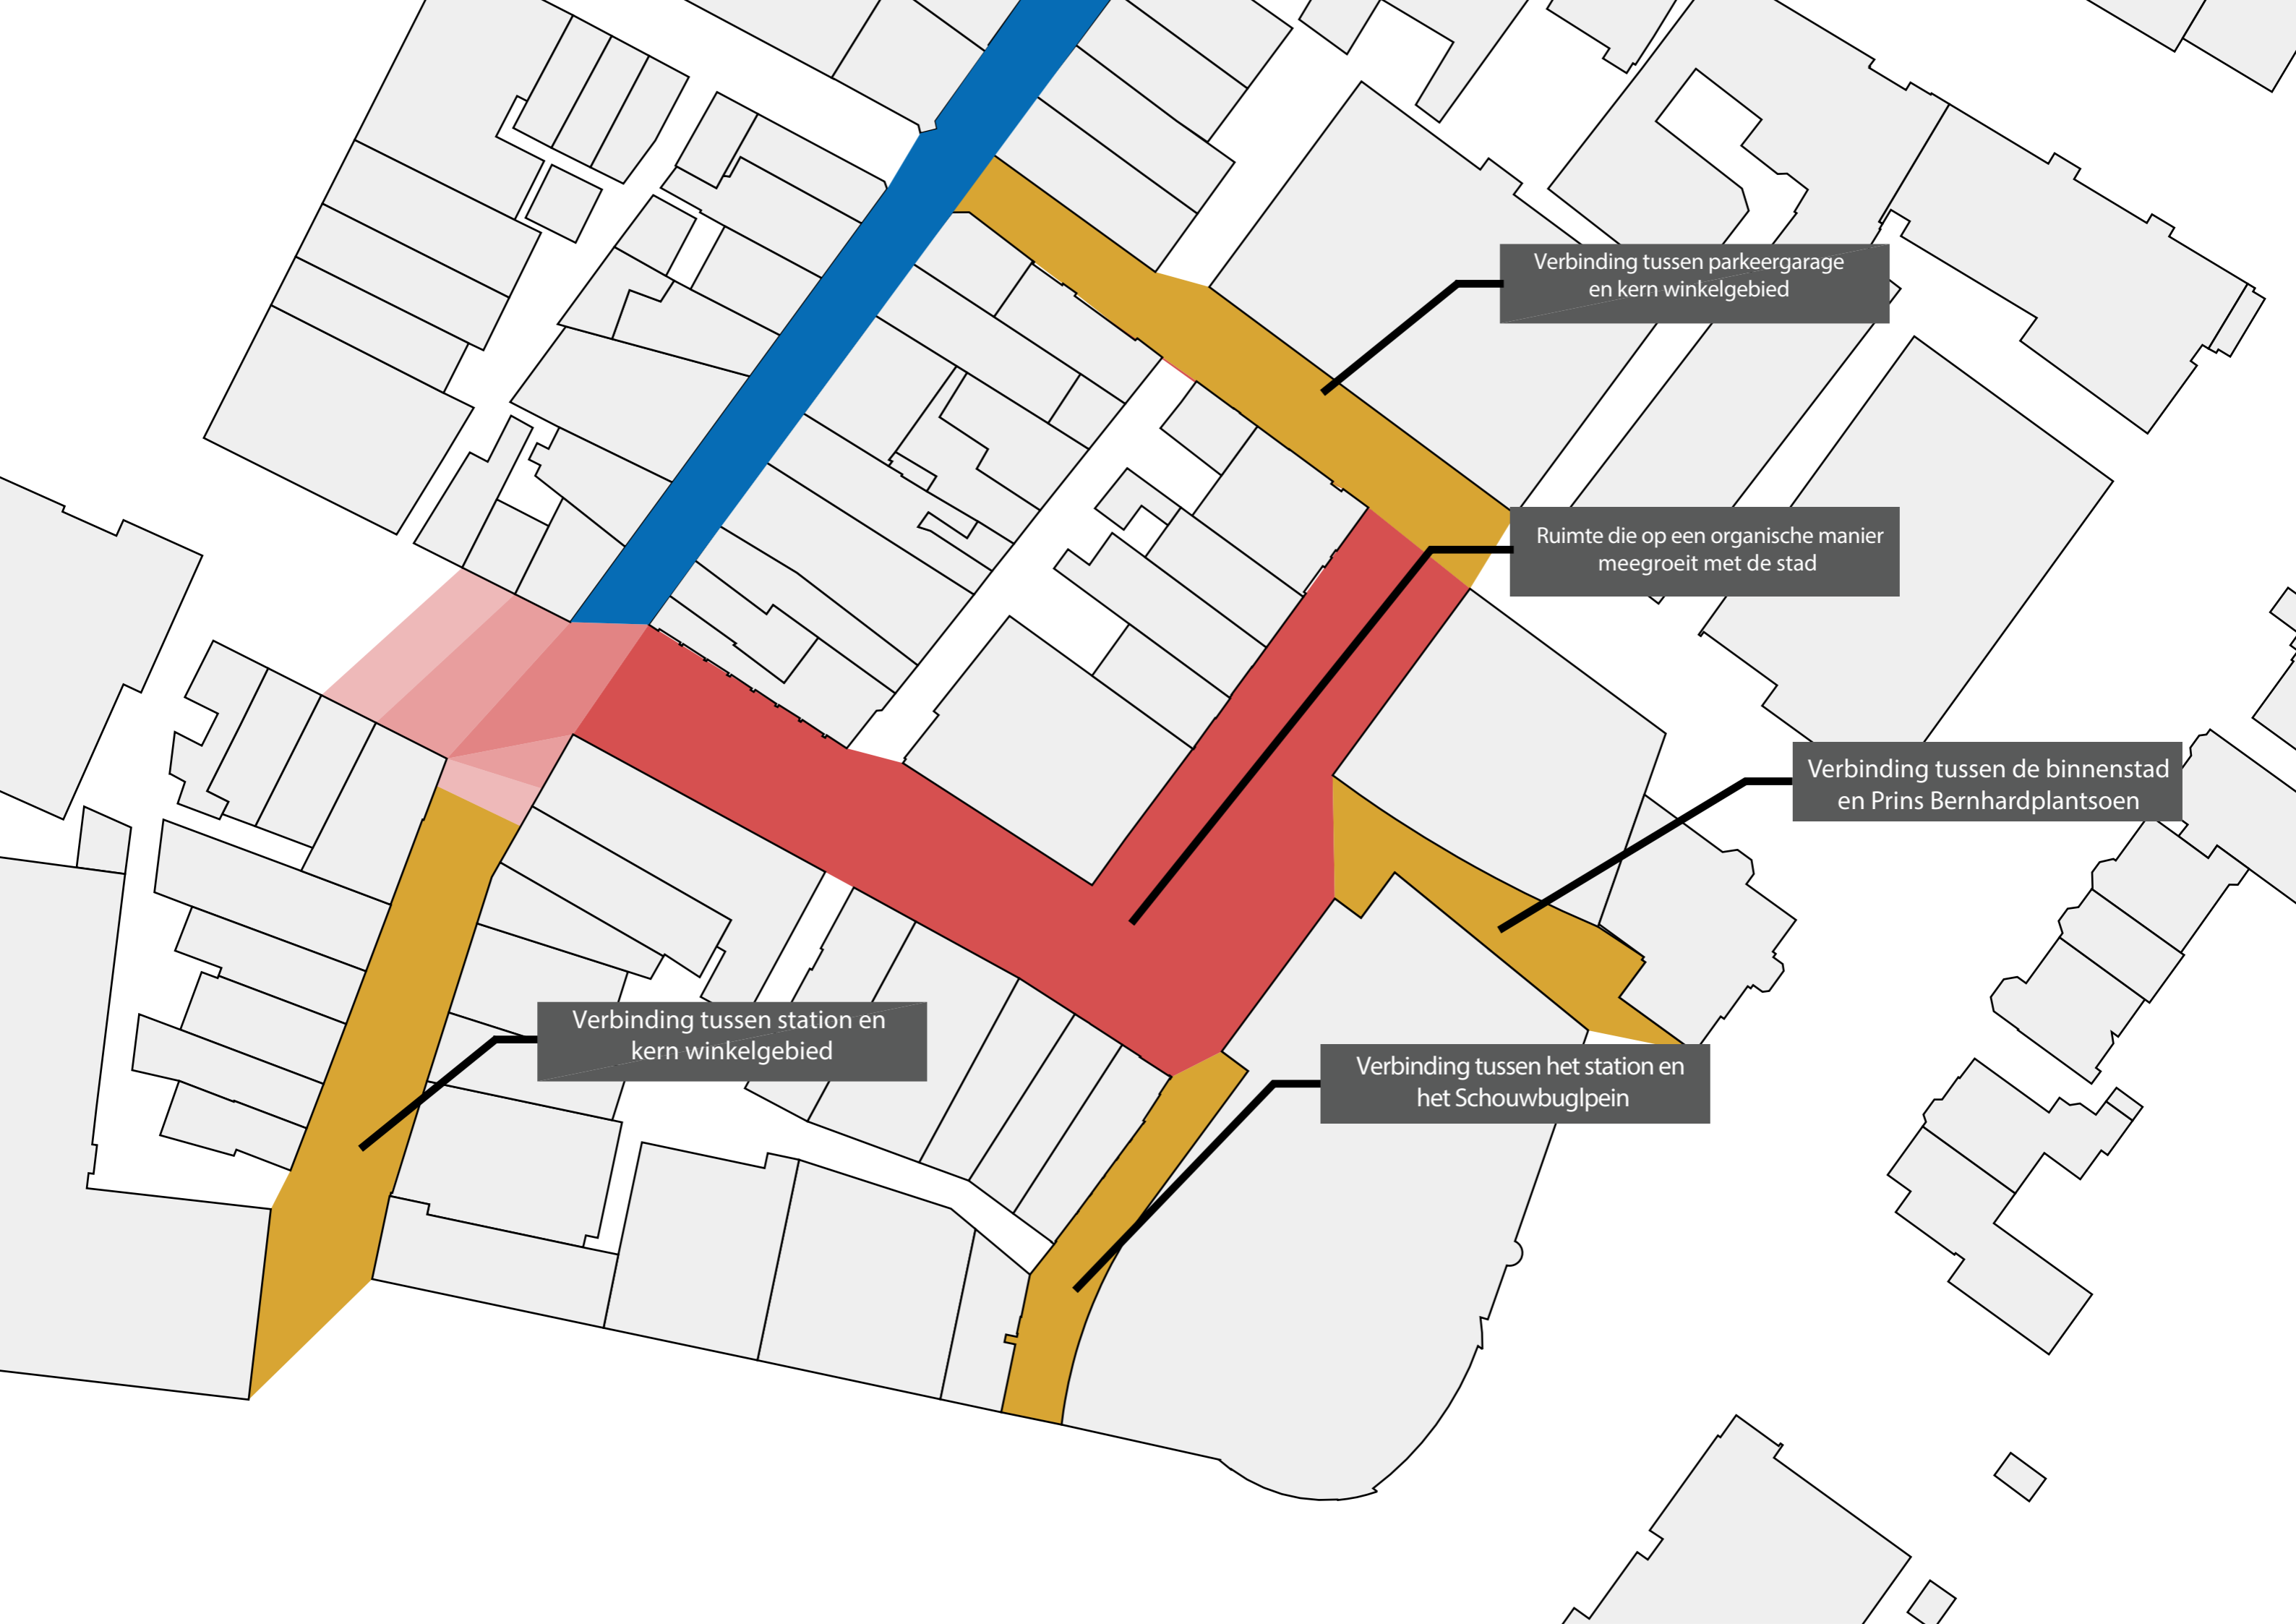 Verbinding tussen parkeergarage
en kern winkelgebied
Ruimte die op een organische manier
meegroeit met de stad
Verbinding tussen de binnenstad
en Prins Bernhardplantsoen
Verbinding tussen station en
kern winkelgebied
Verbinding tussen het station en
het Schouwbuglpein